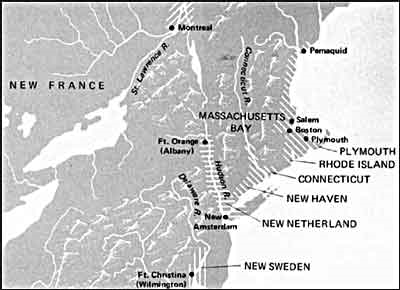 Montreal
St. Lawrence R.
Connecticut R.
Pemaquid
NEW FRANCE
MASSACHUSETTS
BAY
Salem
Boston
Plymouth
PLYMOUTH
RHODE ISLAND
CONNECTICUT
NEW HAVEN
NEW NETHERLAND
Ft. Orange
(Albany)
Hudson R.
Delaware R.
New
Amsterdam
NEW SWEDEN
Ft. Christina
(Wilmington)